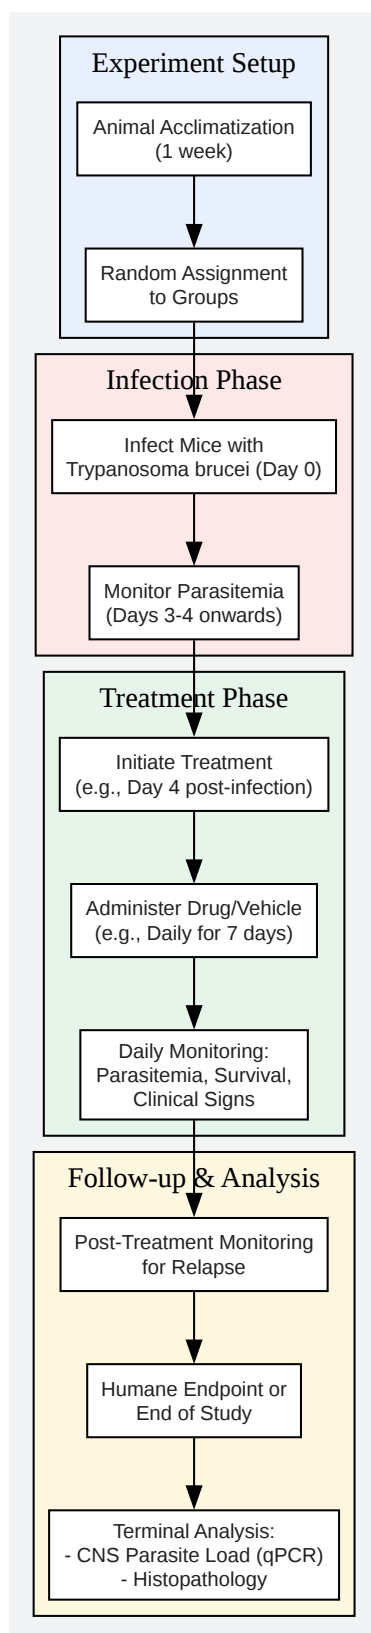 Experiment Setup
Animal Acclimatization
(1 week)
Random Assignment
to Groups
Infection Phase
Infect Mice with
Trypanosoma brucei (Day 0)
Monitor Parasitemia
(Days 3-4 onwards)
Treatment Phase
Initiate Treatment
(e.g., Day 4 post-infection)
Administer Drug/Vehicle
(e.g., Daily for 7 days)
Daily Monitoring:
Parasitemia, Survival,
Clinical Signs
Follow-up & Analysis
Post-Treatment Monitoring
for Relapse
Humane Endpoint or
End of Study
Terminal Analysis:
- CNS Parasite Load (qPCR)
- Histopathology